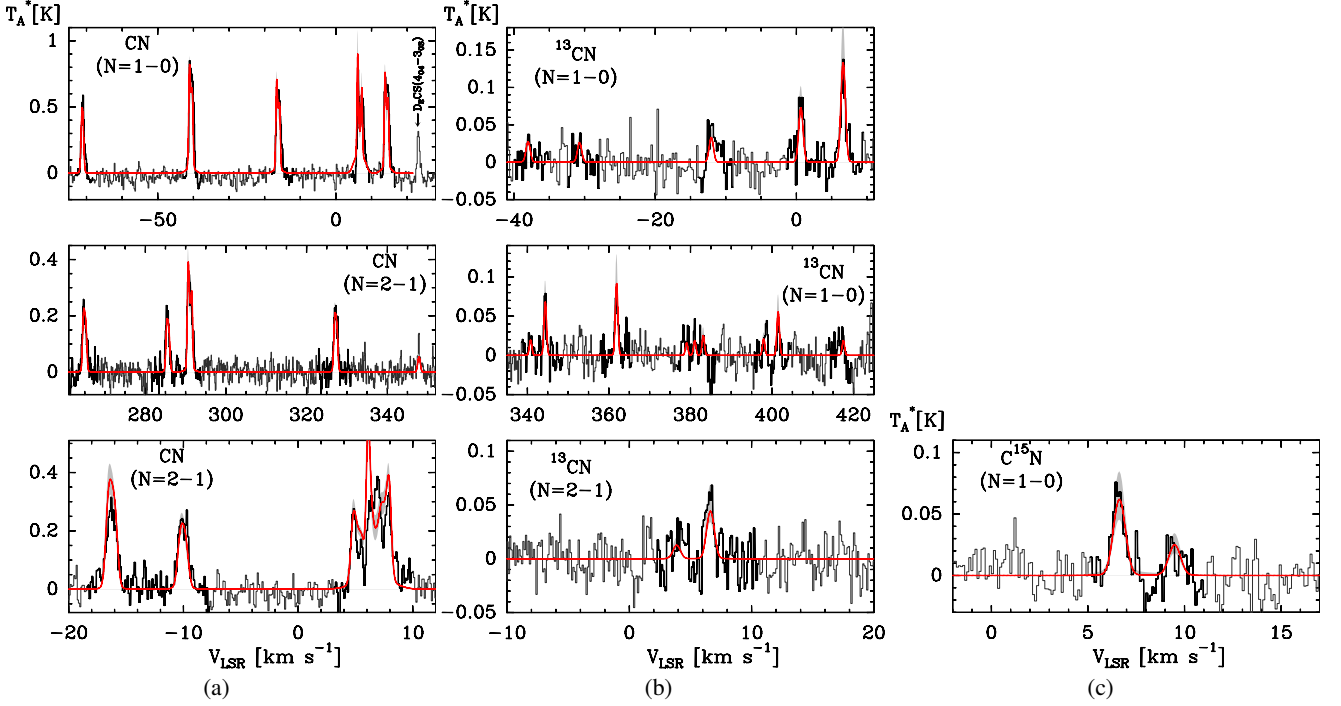 T_A*[K]
CN
(N=1−0)
←D₂CS(4₀₄−3₀₃)
1
0.5
0
−50
0
CN
(N=2−1)
0.4
0.2
0
280
300
320
340
CN
(N=2−1)
0.4
0.2
0
−20
−10
0
10
V_LSR [km s⁻¹]
(a)
T_A*[K]
¹³CN
(N=1−0)
0.15
0.1
0.05
0
−0.05
−40
−20
0
¹³CN
(N=1−0)
0.1
0.05
0
−0.05
340
360
380
400
420
¹³CN
(N=2−1)
0.1
0.05
0
−0.05
−10
0
10
20
V_LSR [km s⁻¹]
(b)
T_A*[K]
C¹⁵N
(N=1−0)
0.1
0.05
0
0
5
10
15
V_LSR [km s⁻¹]
(c)